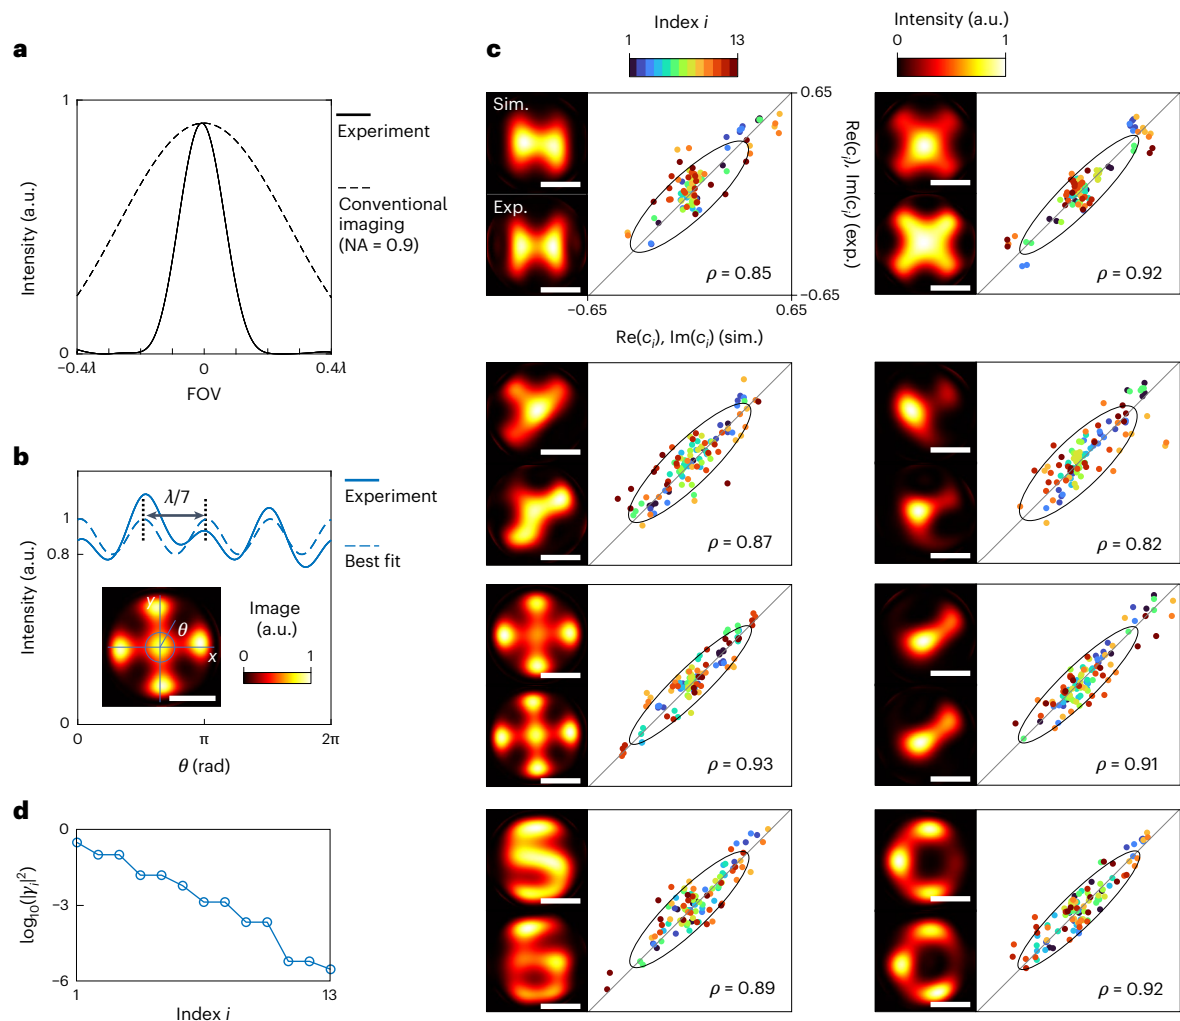 a
1
Intensity (a.u.)
0
−0.4λ
0
0.4λ
FOV
Experiment
Conventional
imaging
(NA = 0.9)
b
λ/7
Experiment
Best fit
1
0.8
Intensity (a.u.)
0
y
θ
x
Image
(a.u.)
0
1
0
π
2π
θ (rad)
d
0
−3
−6
log10(|γi|²)
1
13
Index i
c
Index i
1
13
Intensity (a.u.)
0
1
Sim.
Exp.
0.65
−0.65
Re(ci), Im(ci) (exp.)
ρ = 0.85
−0.65
0.65
Re(ci), Im(ci) (sim.)
ρ = 0.92
ρ = 0.87
ρ = 0.82
ρ = 0.93
ρ = 0.91
ρ = 0.89
ρ = 0.92